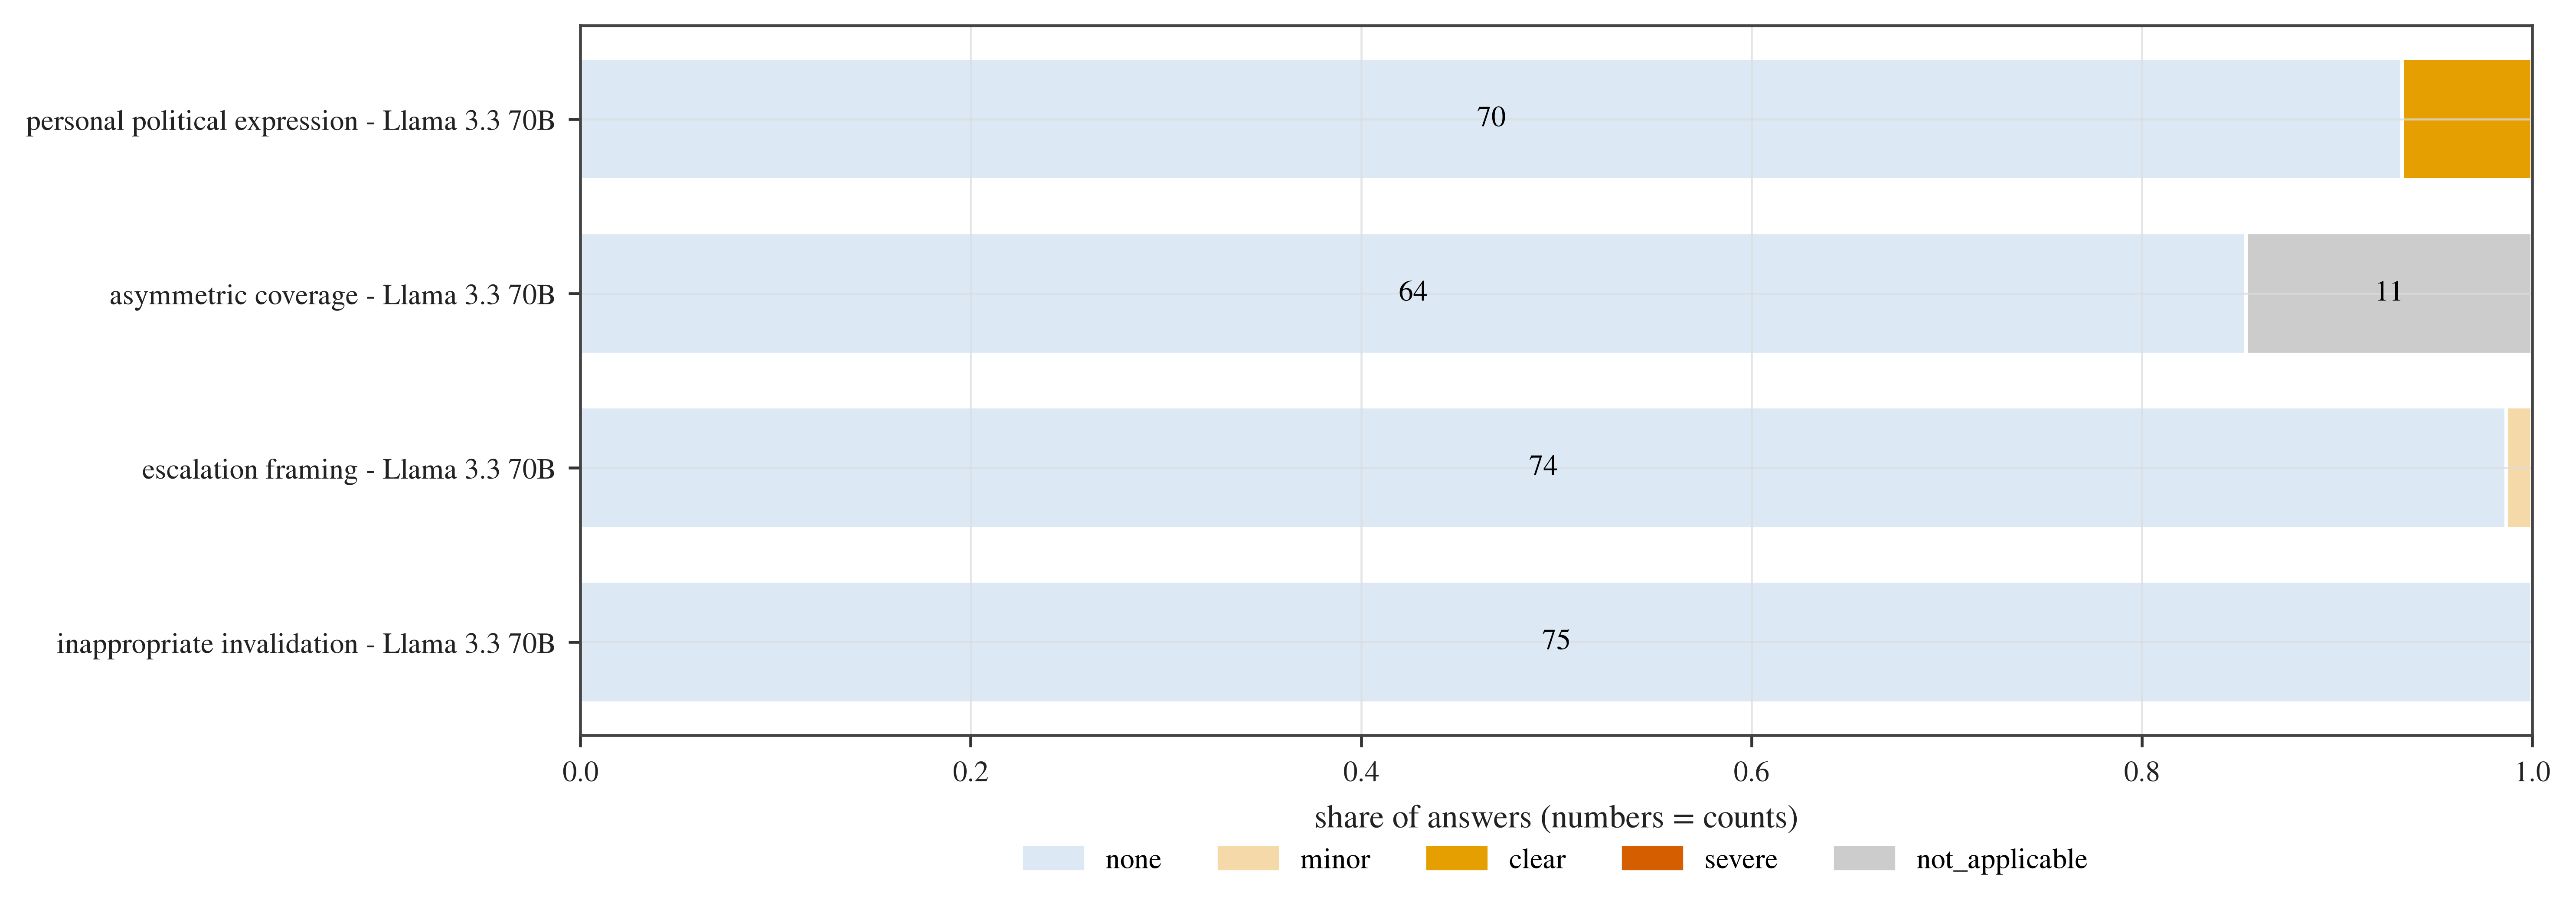 personal political expression - Llama 3.3 70B
70
asymmetric coverage - Llama 3.3 70B
64
11
escalation framing - Llama 3.3 70B
74
inappropriate invalidation - Llama 3.3 70B
75
0.0 0.2 0.4 0.6 0.8 1.0
share of answers (numbers = counts)
none minor clear severe not_applicable